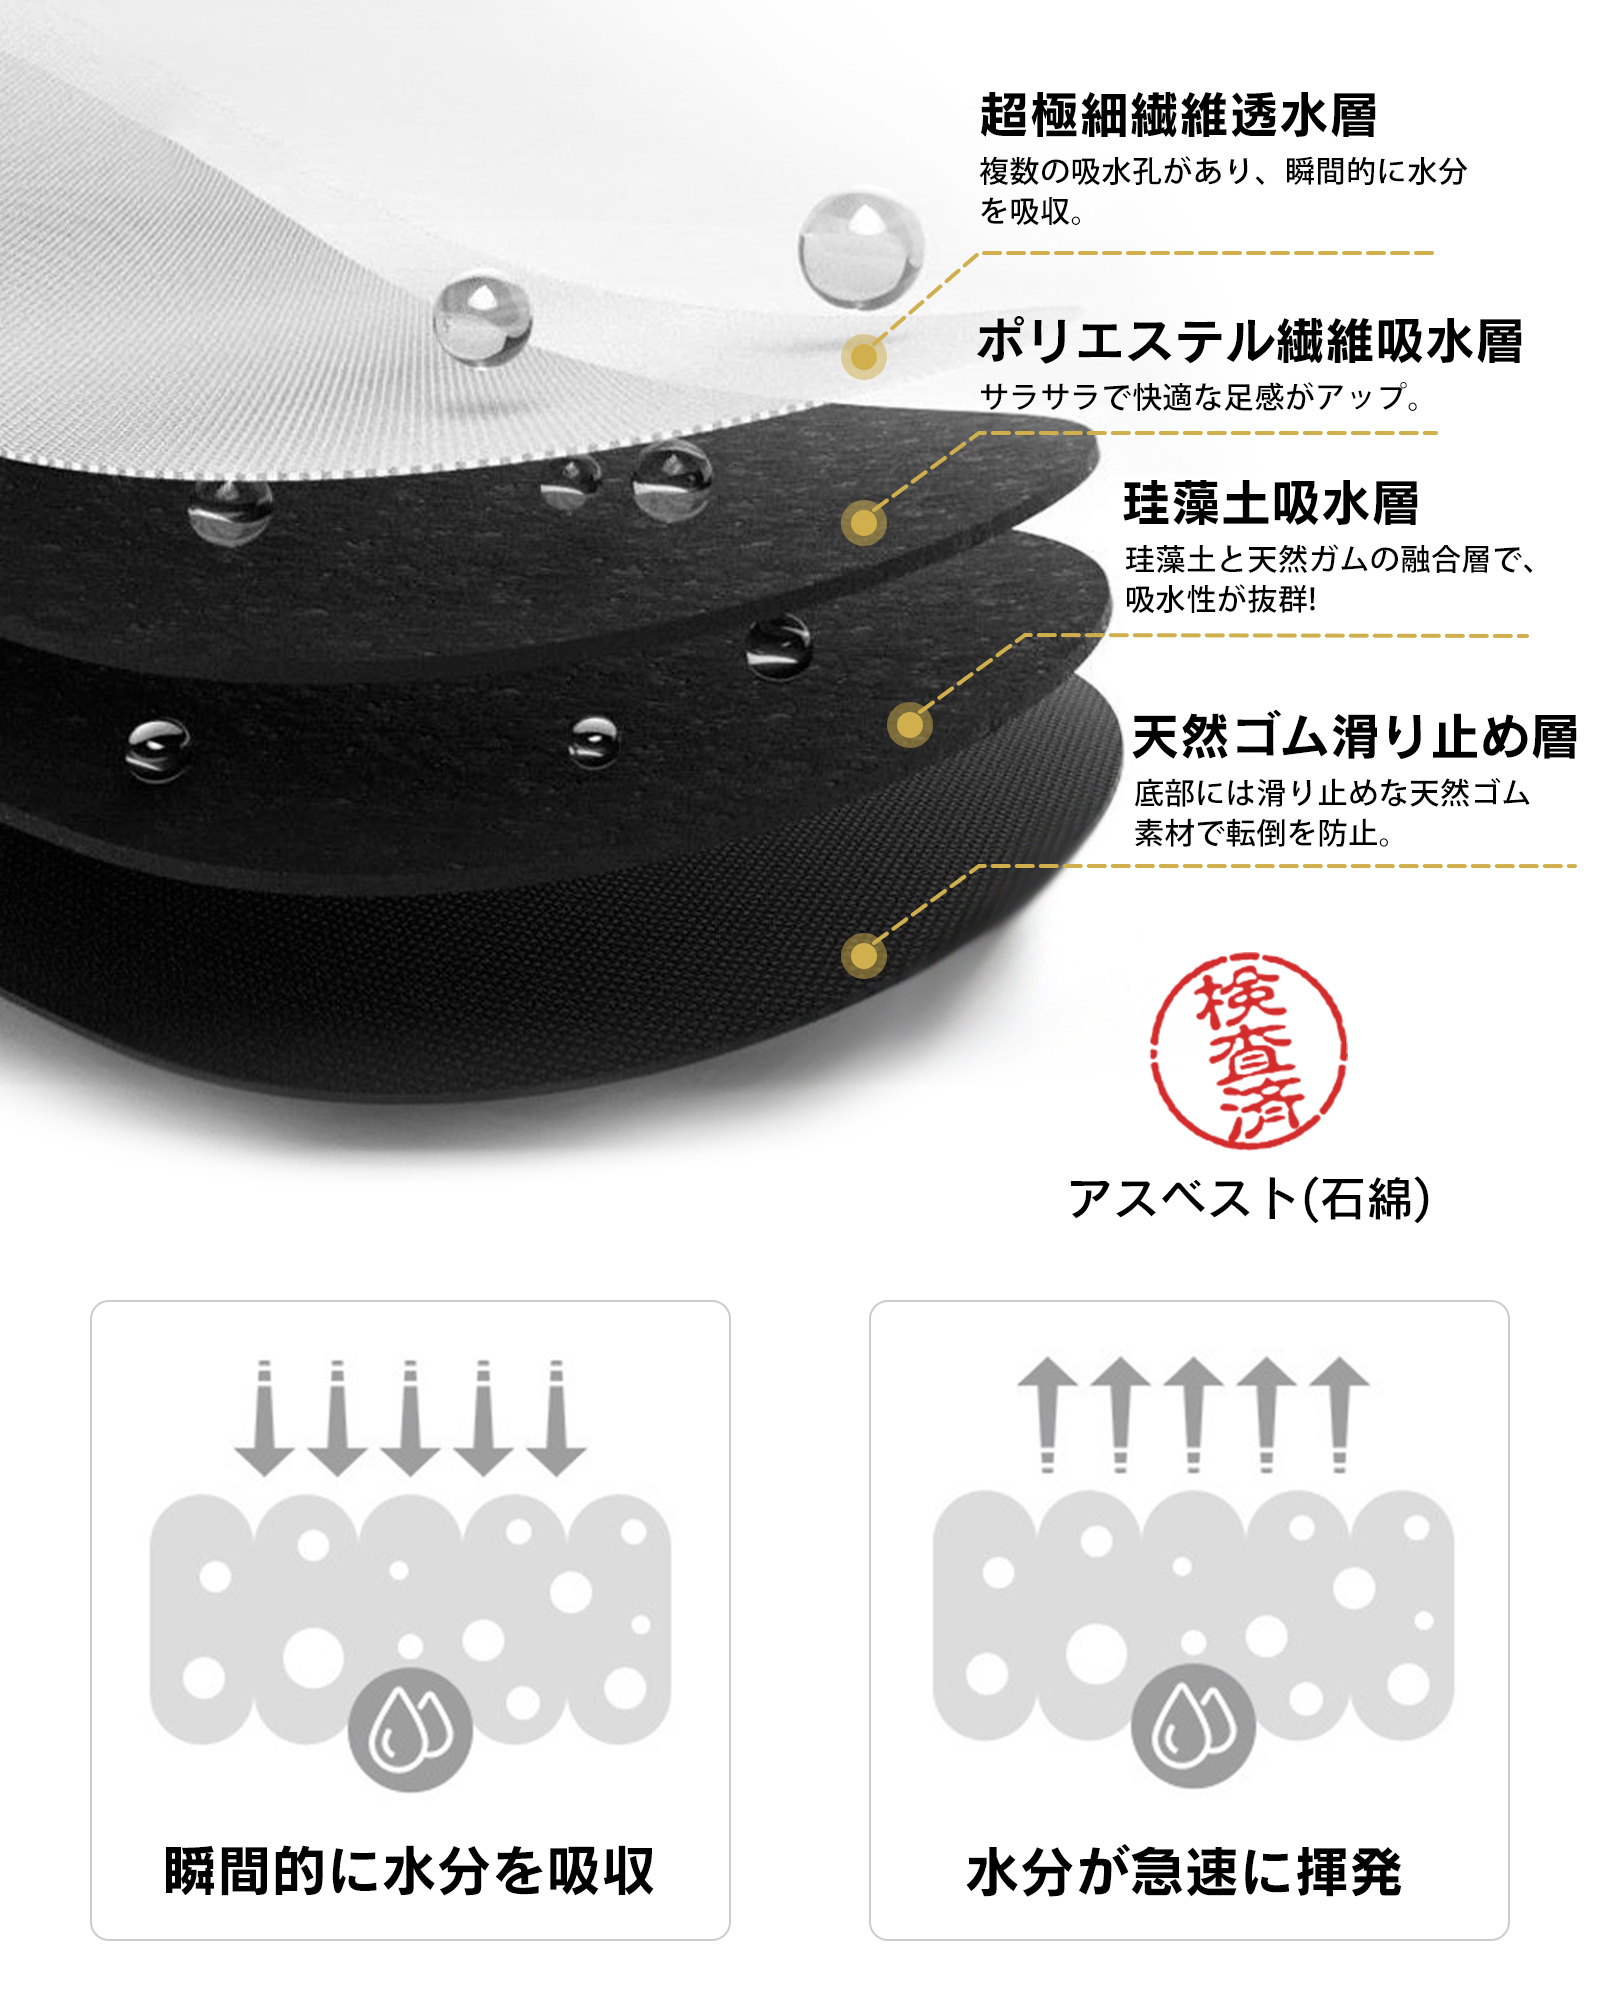 超極細繊維透水層
複数の吸水孔があり、瞬間的に水分
を吸収。
ポリエステル繊維吸水層
サラサラで快適な足感がアップ。
珪藻土吸水層
珪藻土と天然ガムの融合層で、
吸水性が抜群!
天然ゴム滑り止め層
底部には滑り止めな天然ゴム
素材で転倒を防止。
検
査
済
アスベスト(石綿)
瞬間的に水分を吸収
水分が急速に揮発